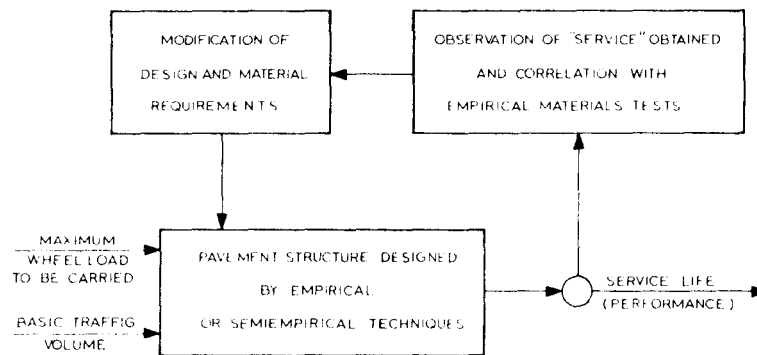 MODIFICATION OF
DESIGN AND MATERIAL
REQUIREMENTS
OBSERVATION OF "SERVICE" OBTAINED
AND CORRELATION WITH
EMPIRICAL MATERIALS TESTS
MAXIMUM
WHEEL LOAD
TO BE CARRIED
BASIC TRAFFIG
VOLUME
PAVEMENT STRUCTURE DESIGNED
BY EMPIRICAL
OR SEMIEMPIRICAL TECHNIQUES
SERVICE LIFE
(PERFORMANCE)